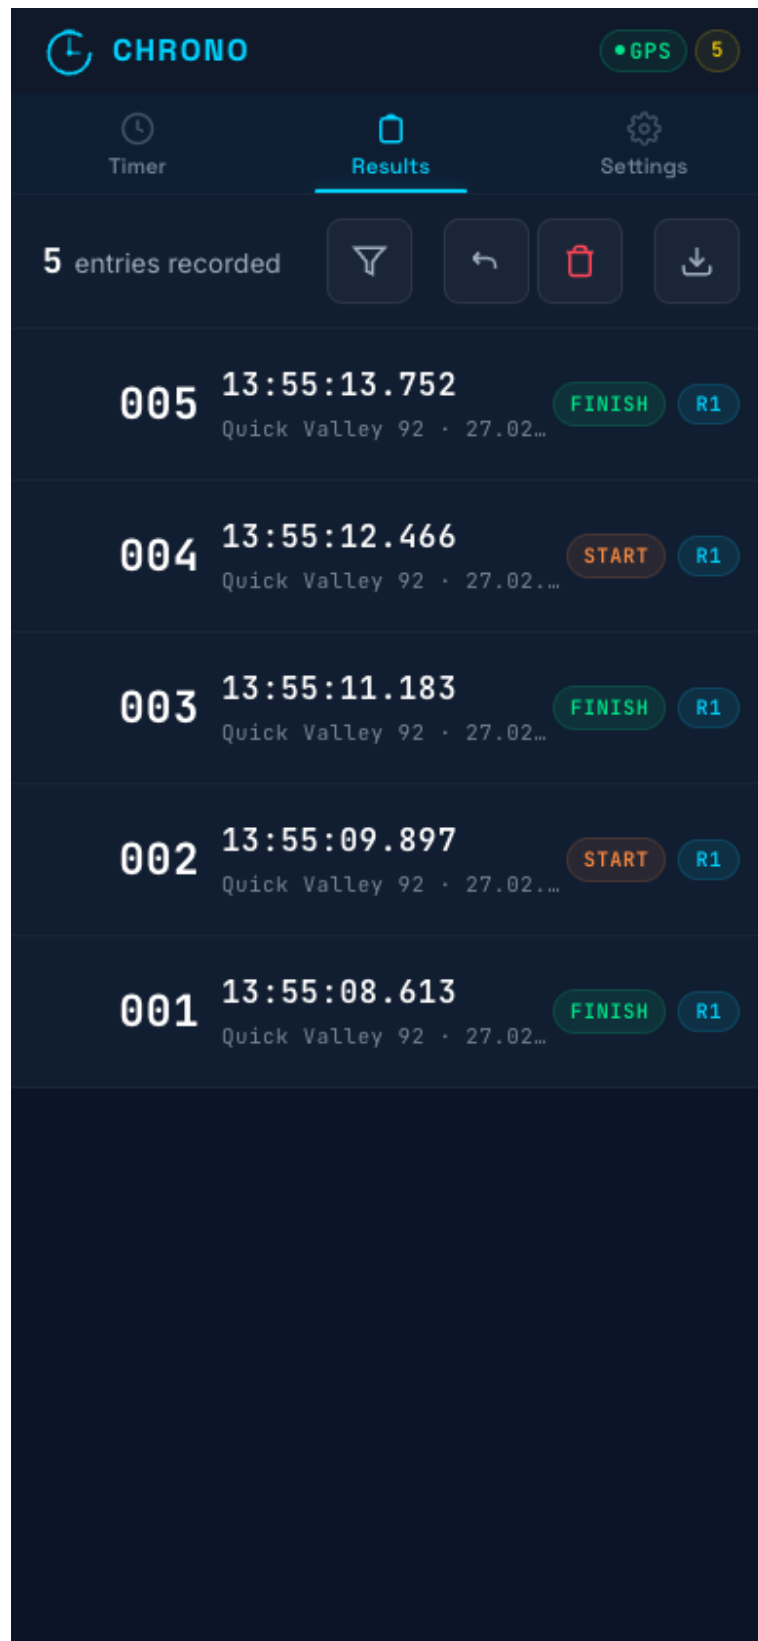 CHRONO
GPS
5
Timer
Results
Settings
5 entries recorded
005
13:55:13.752
Quick Valley 92 · 27.02…
FINISH
R1
004
13:55:12.466
Quick Valley 92 · 27.02.…
START
R1
003
13:55:11.183
Quick Valley 92 · 27.02…
FINISH
R1
002
13:55:09.897
Quick Valley 92 · 27.02.…
START
R1
001
13:55:08.613
Quick Valley 92 · 27.02…
FINISH
R1